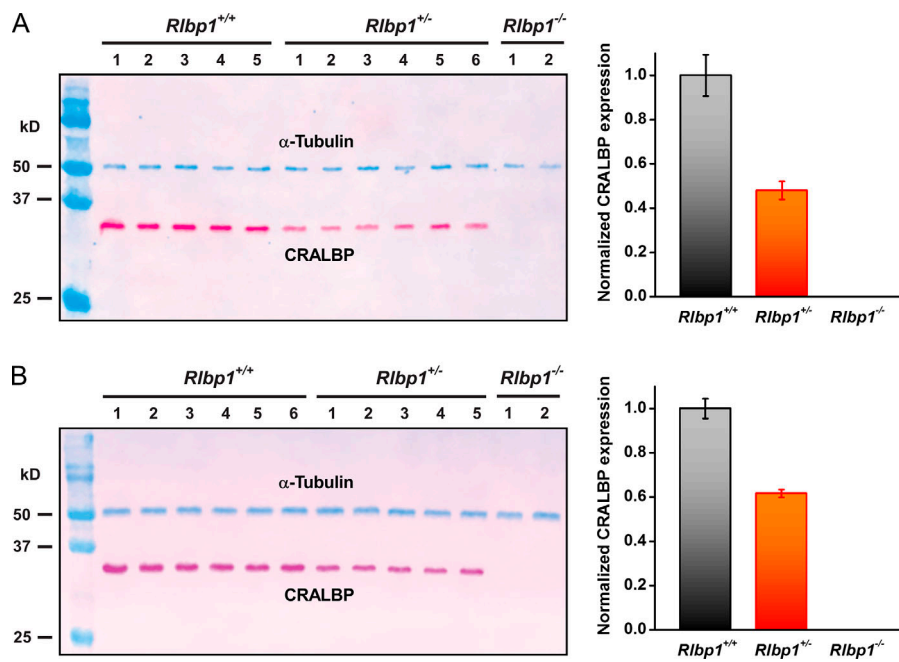 A
Rlbp1+/+ Rlbp1+/- Rlbp1-/-
1 2 3 4 5 1 2 3 4 5 6 1 2
kD
α-Tubulin
50
37
CRALBP
25
Normalized CRALBP expression
1.0
0.8
0.6
0.4
0.2
0.0
Rlbp1+/+ Rlbp1+/- Rlbp1-/-
B
Rlbp1+/+ Rlbp1+/- Rlbp1-/-
1 2 3 4 5 6 1 2 3 4 5 1 2
kD
α-Tubulin
50
37
CRALBP
25
Normalized CRALBP expression
1.0
0.8
0.6
0.4
0.2
0.0
Rlbp1+/+ Rlbp1+/- Rlbp1-/-